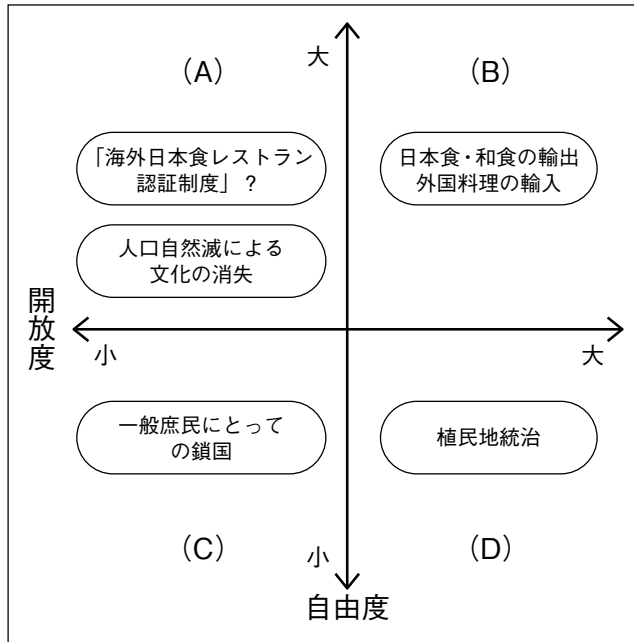 (A)
大
(B)
「海外日本食レストラン
認証制度」？
日本食・和食の輸出
外国料理の輸入
人口自然滅による
文化の消失
開放度
小
大
一般庶民にとって
の鎖国
植民地統治
(C)
小
(D)
自由度